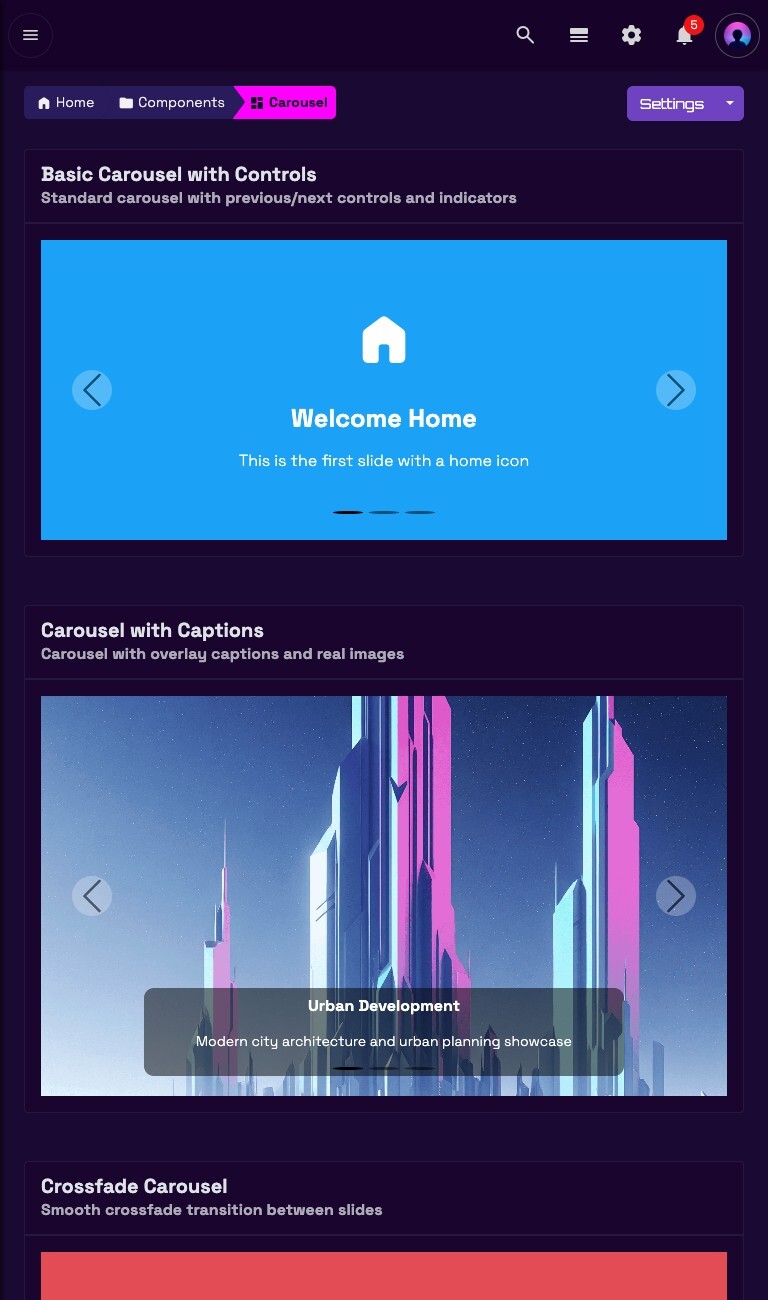 5
Home Components Carousel
Settings
Basic Carousel with Controls
Standard carousel with previous/next controls and indicators
Welcome Home
This is the first slide with a home icon
Carousel with Captions
Carousel with overlay captions and real images
Urban Development
Modern city architecture and urban planning showcase
Crossfade Carousel
Smooth crossfade transition between slides